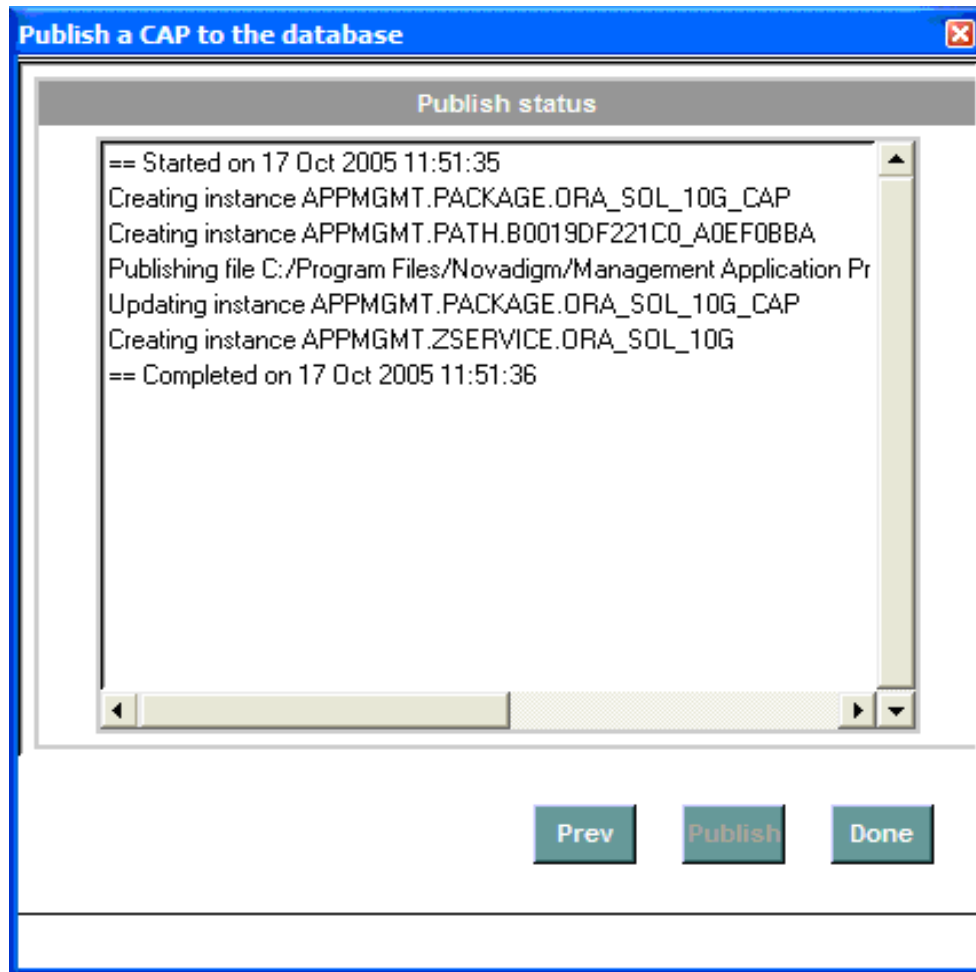 Publish a CAP to the database
Publish status
== Started on 17 Oct 2005 11:51:35
Creating instance APPMGMT.PACKAGE.ORA_SOL_10G_CAP
Creating instance APPMGMT.PATH.B0019DF221C0_A0EF0BBA
Publishing file C:/Program Files/Novadigm/Management Application Pr
Updating instance APPMGMT.PACKAGE.ORA_SOL_10G_CAP
Creating instance APPMGMT.ZSERVICE.ORA_SOL_10G
== Completed on 17 Oct 2005 11:51:36
Prev Publish Done